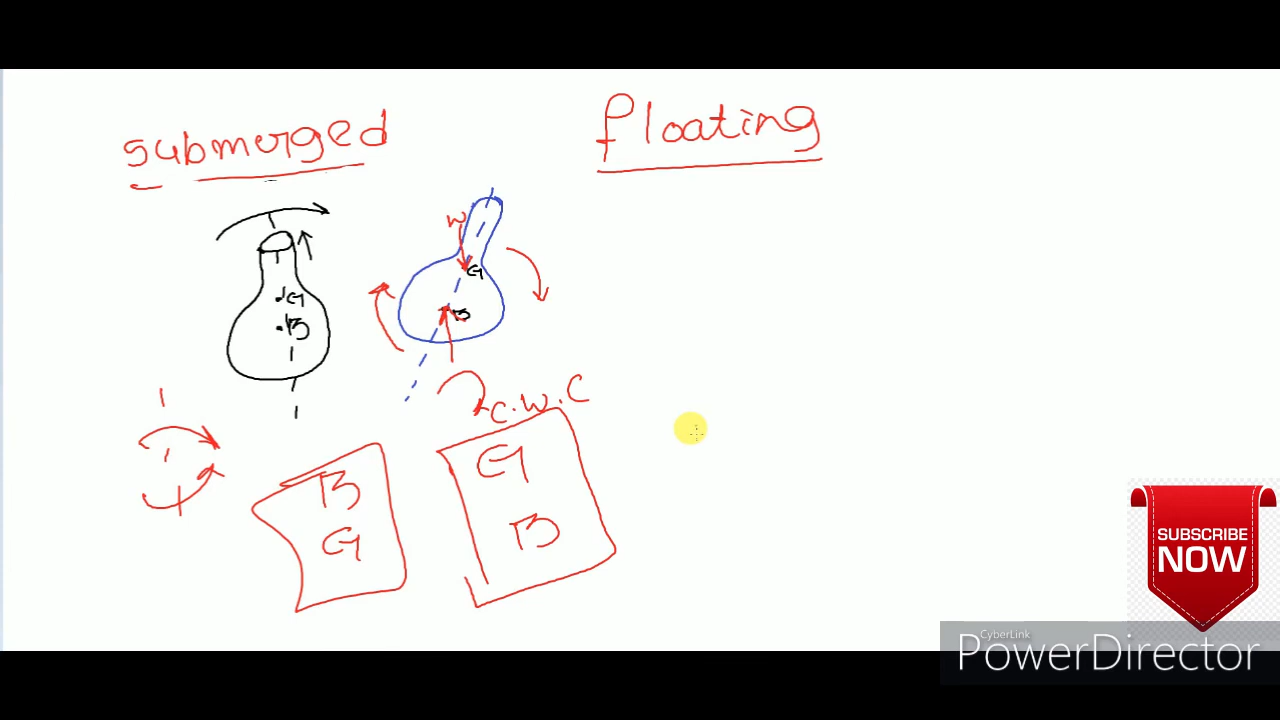 submerged
floating
W
G
G
B
B
C.W.C
B
G
G
B
SUBSCRIBE
NOW
CyberLink
PowerDirector